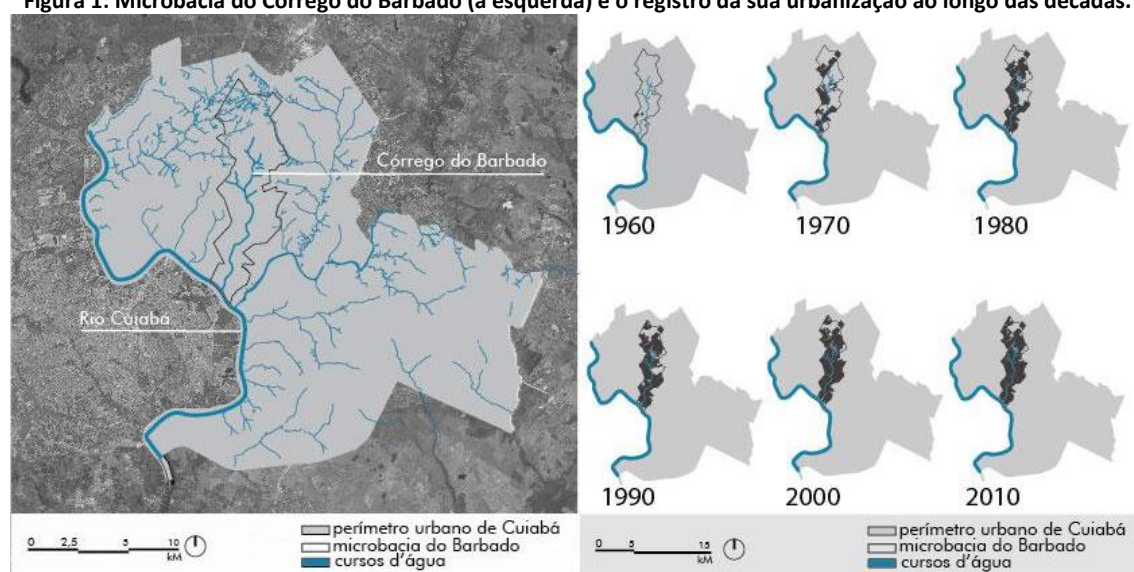 Figura 1: Microbacia do Córrego do Barbado (à esquerda) e o registro da sua urbanização ao longo das décadas.
Córrego do Barbado
Rio Cuiabá
0 2,5 5 10
kM
perímetro urbano de Cuiabá
microbacia do Barbado
cursos d'água
1960
1970
1980
1990
2000
2010
0 5 15
kM
perímetro urbano de Cuiabá
microbacia do Barbado
cursos d'água